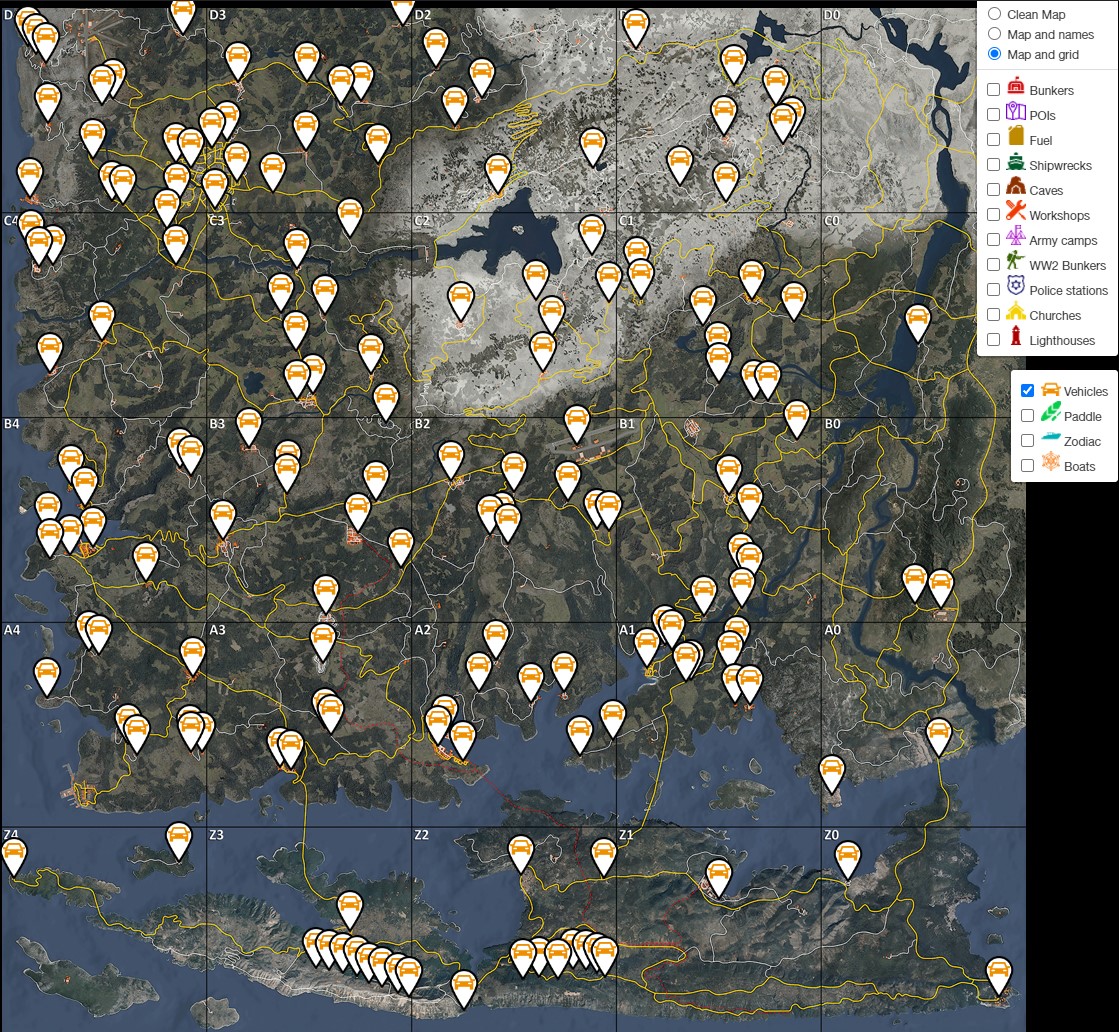 D
D3
D2
D
D0
Clean Map
Map and names
Map and grid
Bunkers
POIs
Fuel
Shipwrecks
Caves
Workshops
Army camps
WW2 Bunkers
Police stations
Churches
Lighthouses
C4
C3
C2
C1
C0
Vehicles
Paddle
Zodiac
Boats
B4
B3
B2
B1
B0
A4
A3
A2
A1
A0
Z4
Z3
Z2
Z1
Z0